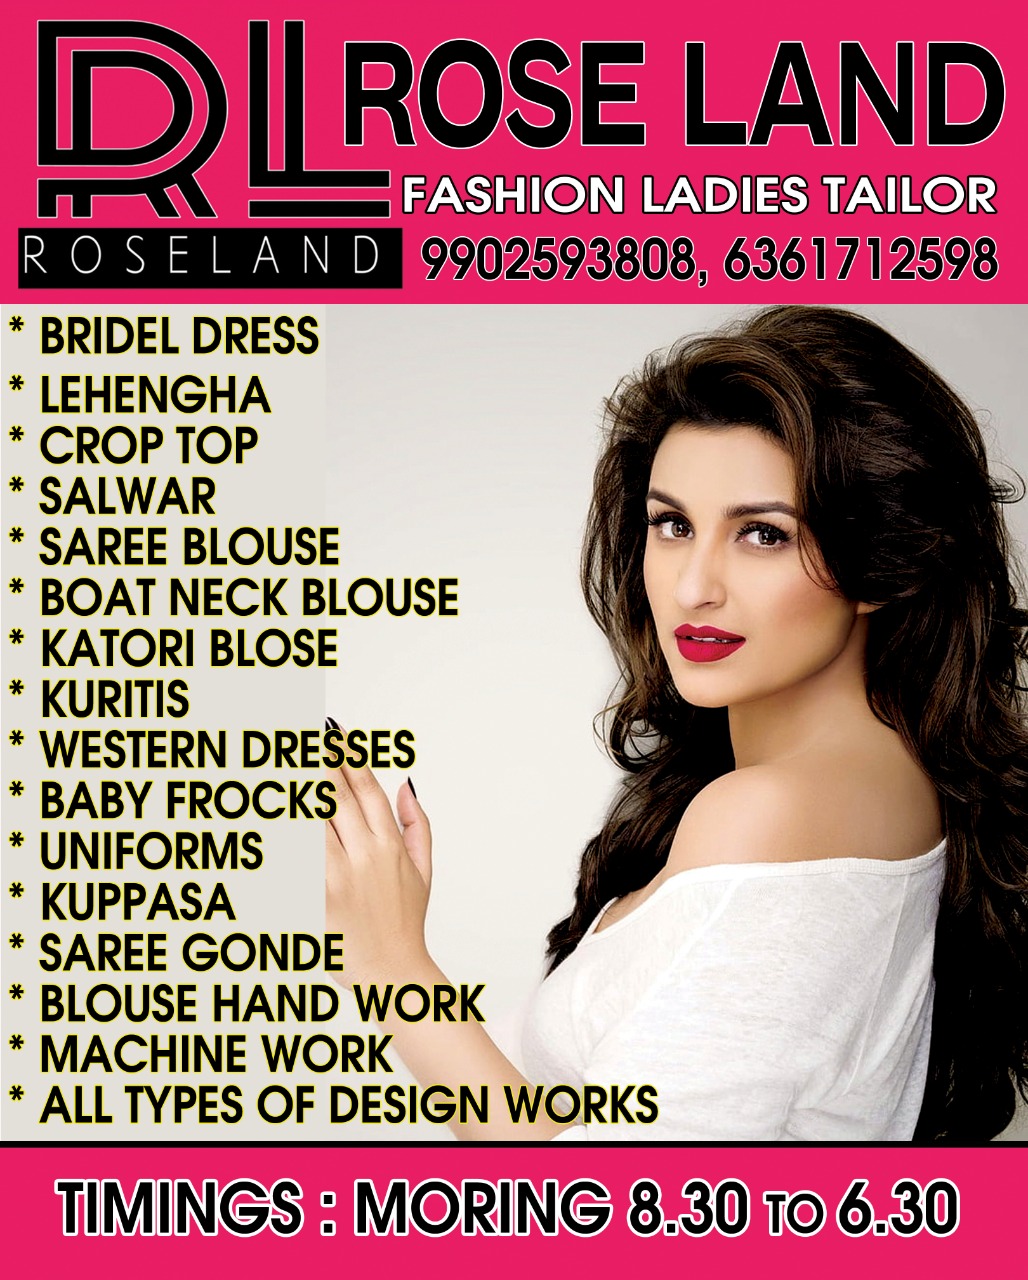 RL
ROSELAND
ROSE LAND
FASHION LADIES TAILOR
9902593808, 6361712598
* BRIDEL DRESS
* LEHENGHA
* CROP TOP
* SALWAR
* SAREE BLOUSE
* BOAT NECK BLOUSE
* KATORI BLOSE
* KURITIS
* WESTERN DRESSES
* BABY FROCKS
* UNIFORMS
* KUPPASA
* SAREE GONDE
* BLOUSE HAND WORK
* MACHINE WORK
* ALL TYPES OF DESIGN WORKS
TIMINGS : MORING 8.30 TO 6.30